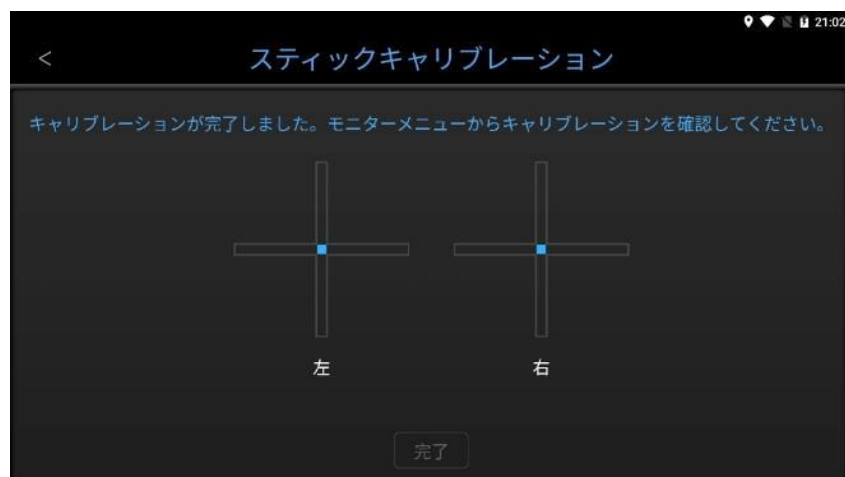 21:02
< スティックキャリブレーション
キャリブレーションが完了しました。モニターメニューからキャリブレーションを確認してください。
左 右
完了